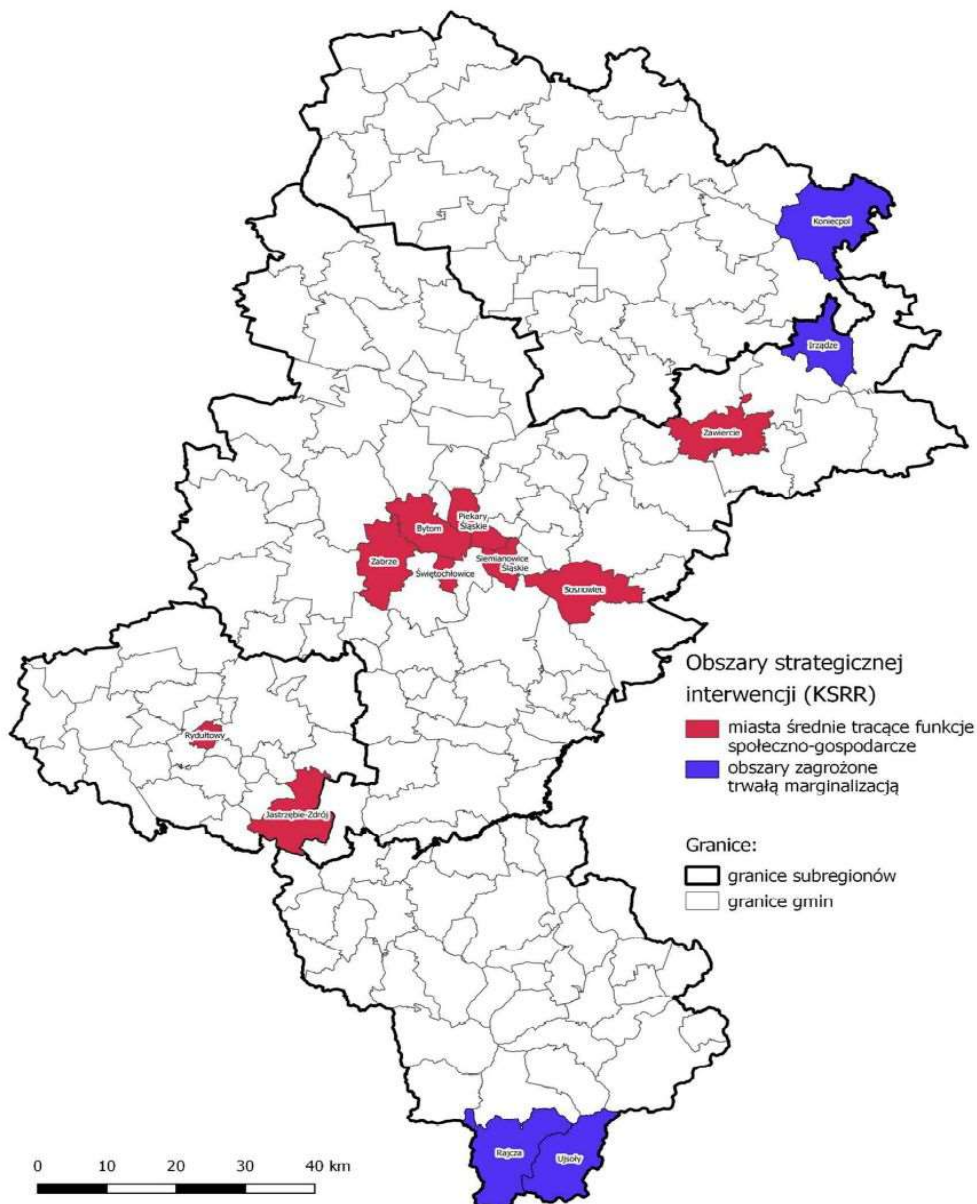 Koniecpol
Irządze
Zawiercie
Piekary
Śląskie
Bytom
Zabrze
Siemianowice
Śląskie
Świętochłowice
Sosnowiec
Obszary strategicznej
interwencji (KSRR)
miasta średnie tracące funkcje
społeczno-gospodarcze
obszary zagrożone
trwałą marginalizacją
Rydułtowy
Jastrzębie-Zdrój
Granice:
granice subregionów
granice gmin
Rajcza
Ujsoły
0 10 20 30 40 km